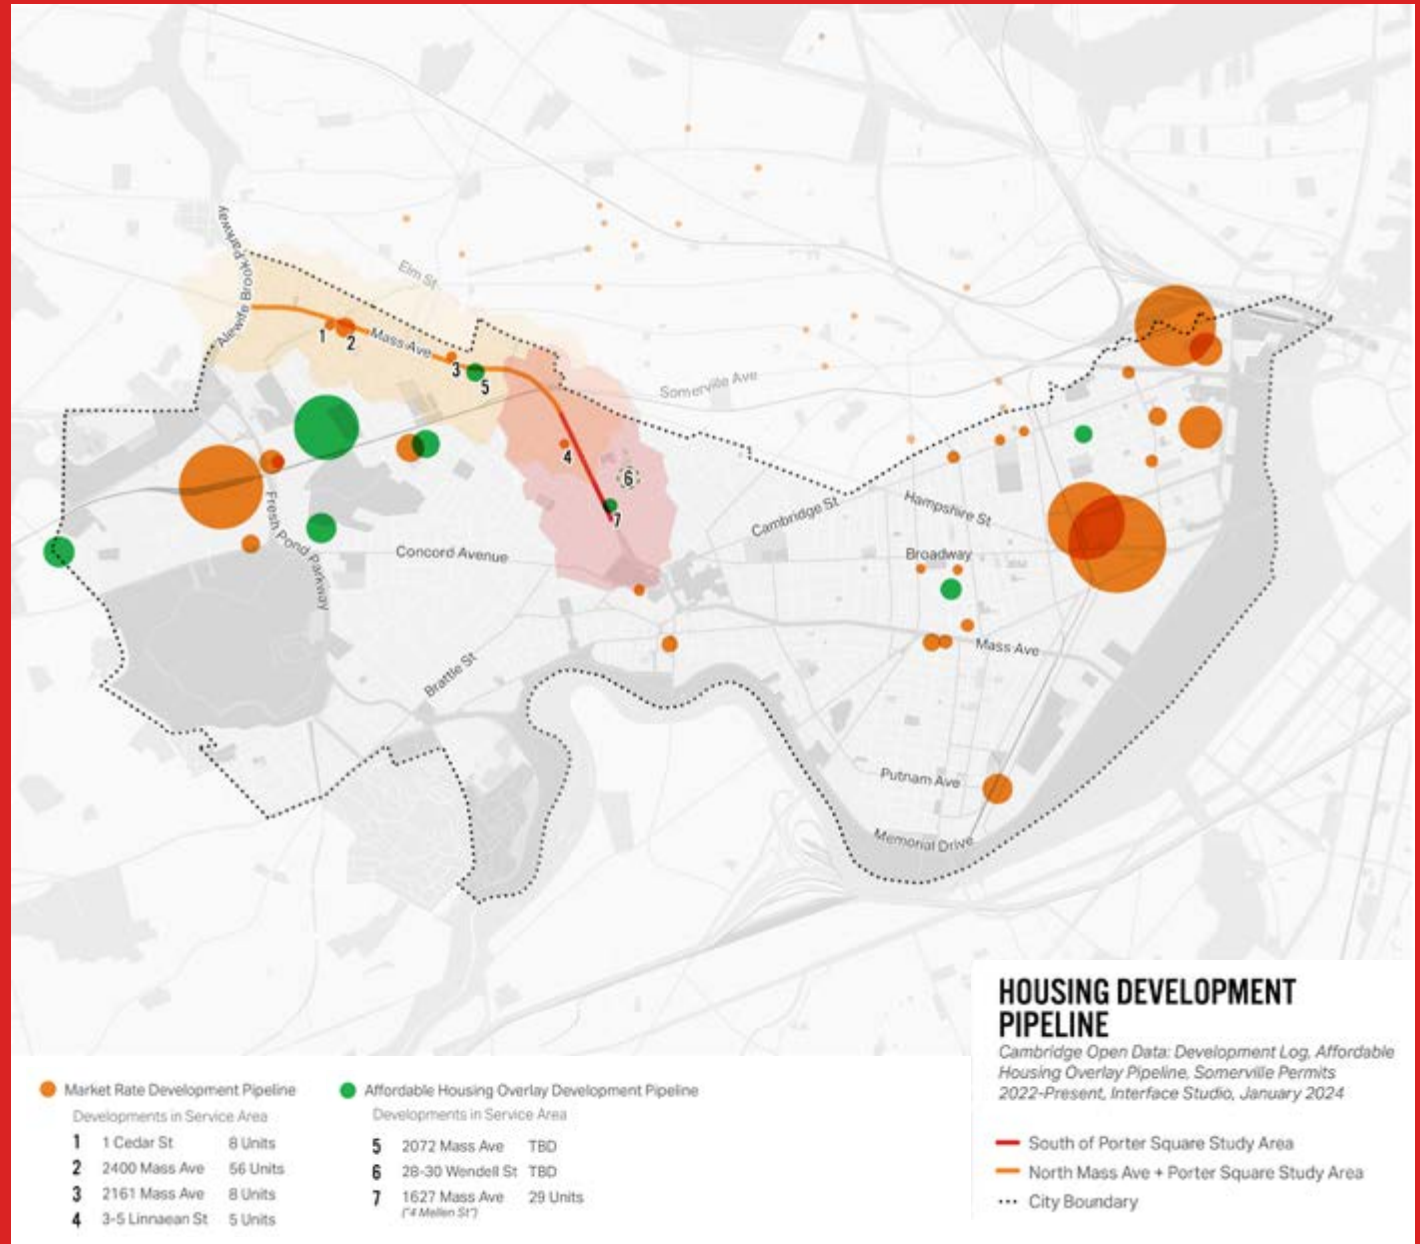 Alewife Brook Parkway
Elm St
Mass Ave
1
2
3
5
Somerville Ave
4
6
7
Fresh Pond Parkway
Concord Avenue
Cambridge St
Hampshire St
Broadway
Brattle St
Mass Ave
Putnam Ave
Memorial Drive
HOUSING DEVELOPMENT
PIPELINE
Cambridge Open Data: Development Log, Affordable
Housing Overlay Pipeline, Somerville Permits
2022-Present, Interface Studio, January 2024
South of Porter Square Study Area
North Mass Ave + Porter Square Study Area
City Boundary
Market Rate Development Pipeline
Developments in Service Area
1 1 Cedar St 8 Units
2 2400 Mass Ave 56 Units
3 2161 Mass Ave 8 Units
4 3-5 Linnaean St 5 Units
Affordable Housing Overlay Development Pipeline
Developments in Service Area
5 2072 Mass Ave TBD
6 28-30 Wendell St TBD
7 1627 Mass Ave 29 Units
("4 Mellen St")